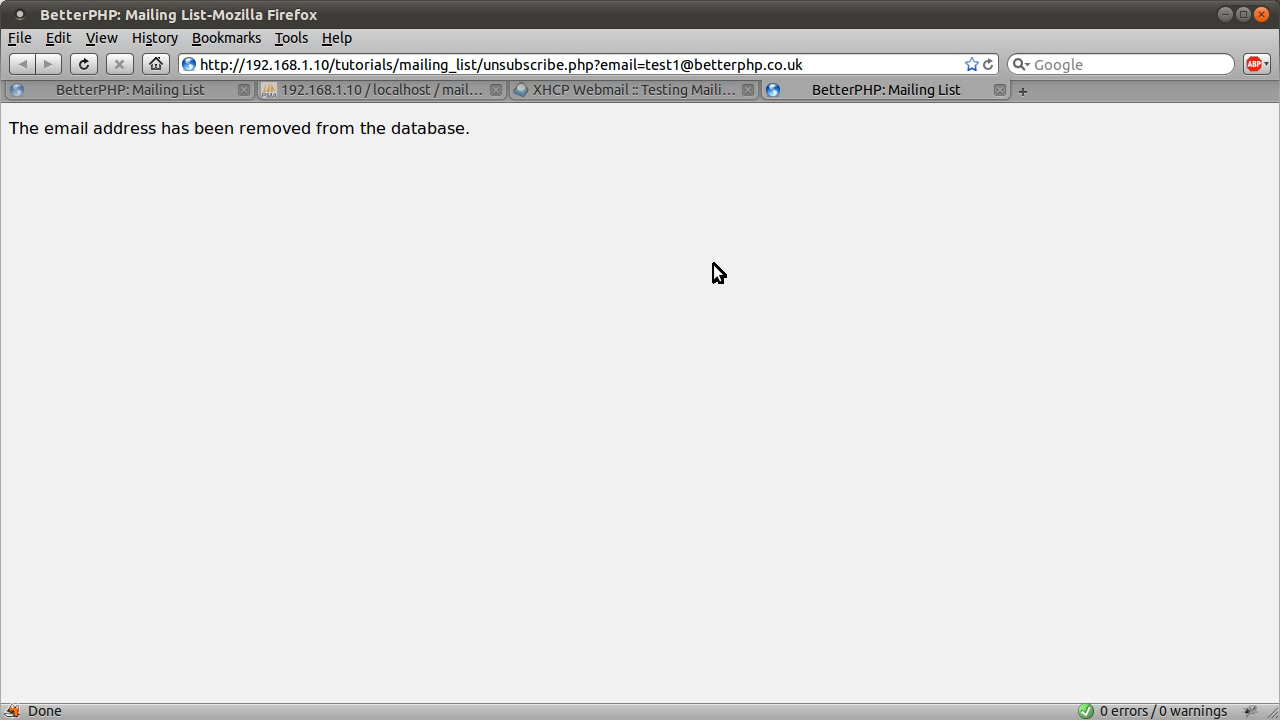 BetterPHP: Mailing List-Mozilla Firefox
File Edit View History Bookmarks Tools Help
http://192.168.1.10/tutorials/mailing_list/unsubscribe.php?email=test1@betterphp.co.uk Google ABP
BetterPHP: Mailing List PMA 192.168.1.10 / localhost / mail... XHCP Webmail :: Testing Maili... BetterPHP: Mailing List +
The email address has been removed from the database.
Done 0 errors / 0 warnings